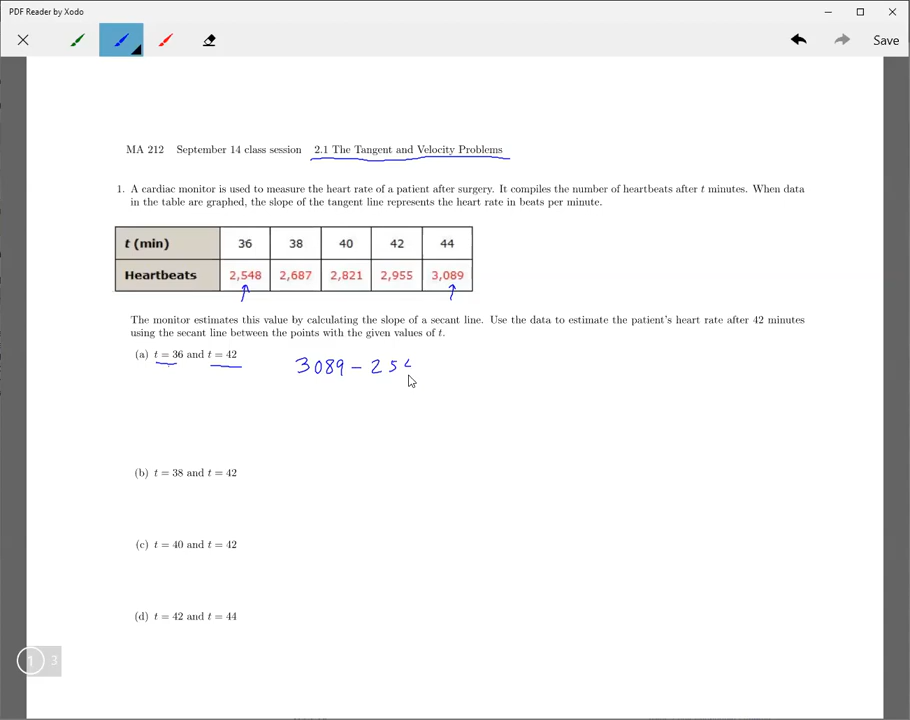 PDF Reader by Xodo
Save
MA 212 September 14 class session 2.1 The Tangent and Velocity Problems
1. A cardiac monitor is used to measure the heart rate of a patient after surgery. It compiles the number of heartbeats after t minutes. When data
in the table are graphed, the slope of the tangent line represents the heart rate in beats per minute.
t (min) 36 38 40 42 44
Heartbeats 2,548 2,687 2,821 2,955 3,089
The monitor estimates this value by calculating the slope of a secant line. Use the data to estimate the patient's heart rate after 42 minutes
using the secant line between the points with the given values of t.
(a) t = 36 and t = 42
3089 - 25
(b) t = 38 and t = 42
(c) t = 40 and t = 42
(d) t = 42 and t = 44
1 3